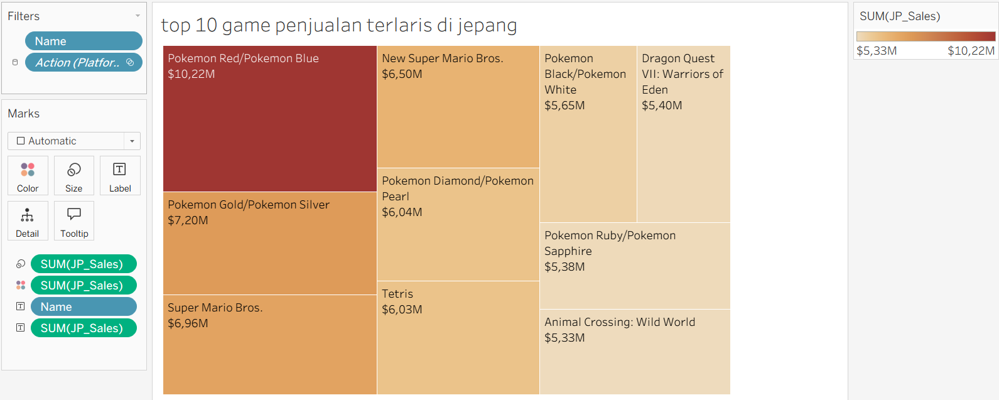 Filters
Name
Action (Platfor..
Marks
Automatic
Color
Size
Label
Detail
Tooltip
SUM(JP_Sales)
SUM(JP_Sales)
Name
SUM(JP_Sales)
top 10 game penjualan terlaris di jepang
Pokemon Red/Pokemon Blue
$10,22M
Pokemon Gold/Pokemon Silver
$7,20M
Super Mario Bros.
$6,96M
New Super Mario Bros.
$6,50M
Pokemon Diamond/Pokemon
Pearl
$6,04M
Tetris
$6,03M
Pokemon
Black/Pokemon
White
$5,65M
Dragon Quest
VII: Warriors of
Eden
$5,40M
Pokemon Ruby/Pokemon
Sapphire
$5,38M
Animal Crossing: Wild World
$5,33M
SUM(JP_Sales)
$5,33M
$10,22M